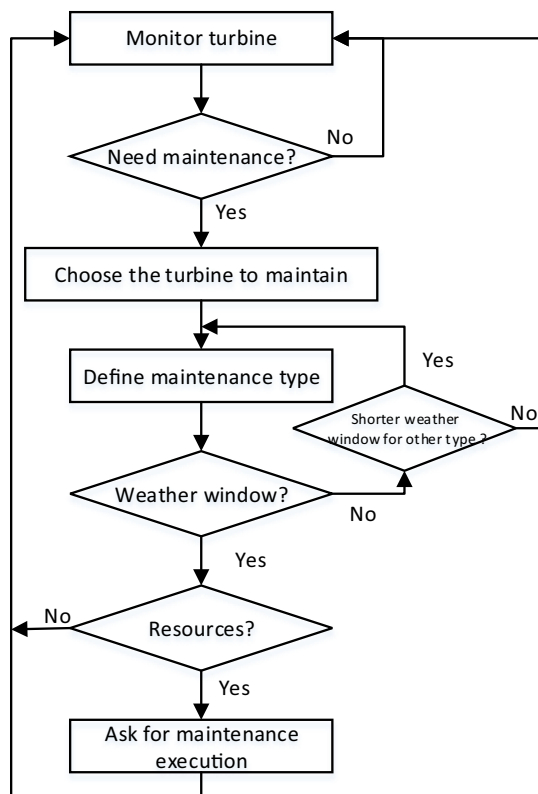 Monitor turbine
No
Need maintenance?
Yes
Choose the turbine to maintain
Yes
Define maintenance type
Shorter weather
window for other type ?
No
Weather window?
No
Yes
No
Resources?
Yes
Ask for maintenance
execution